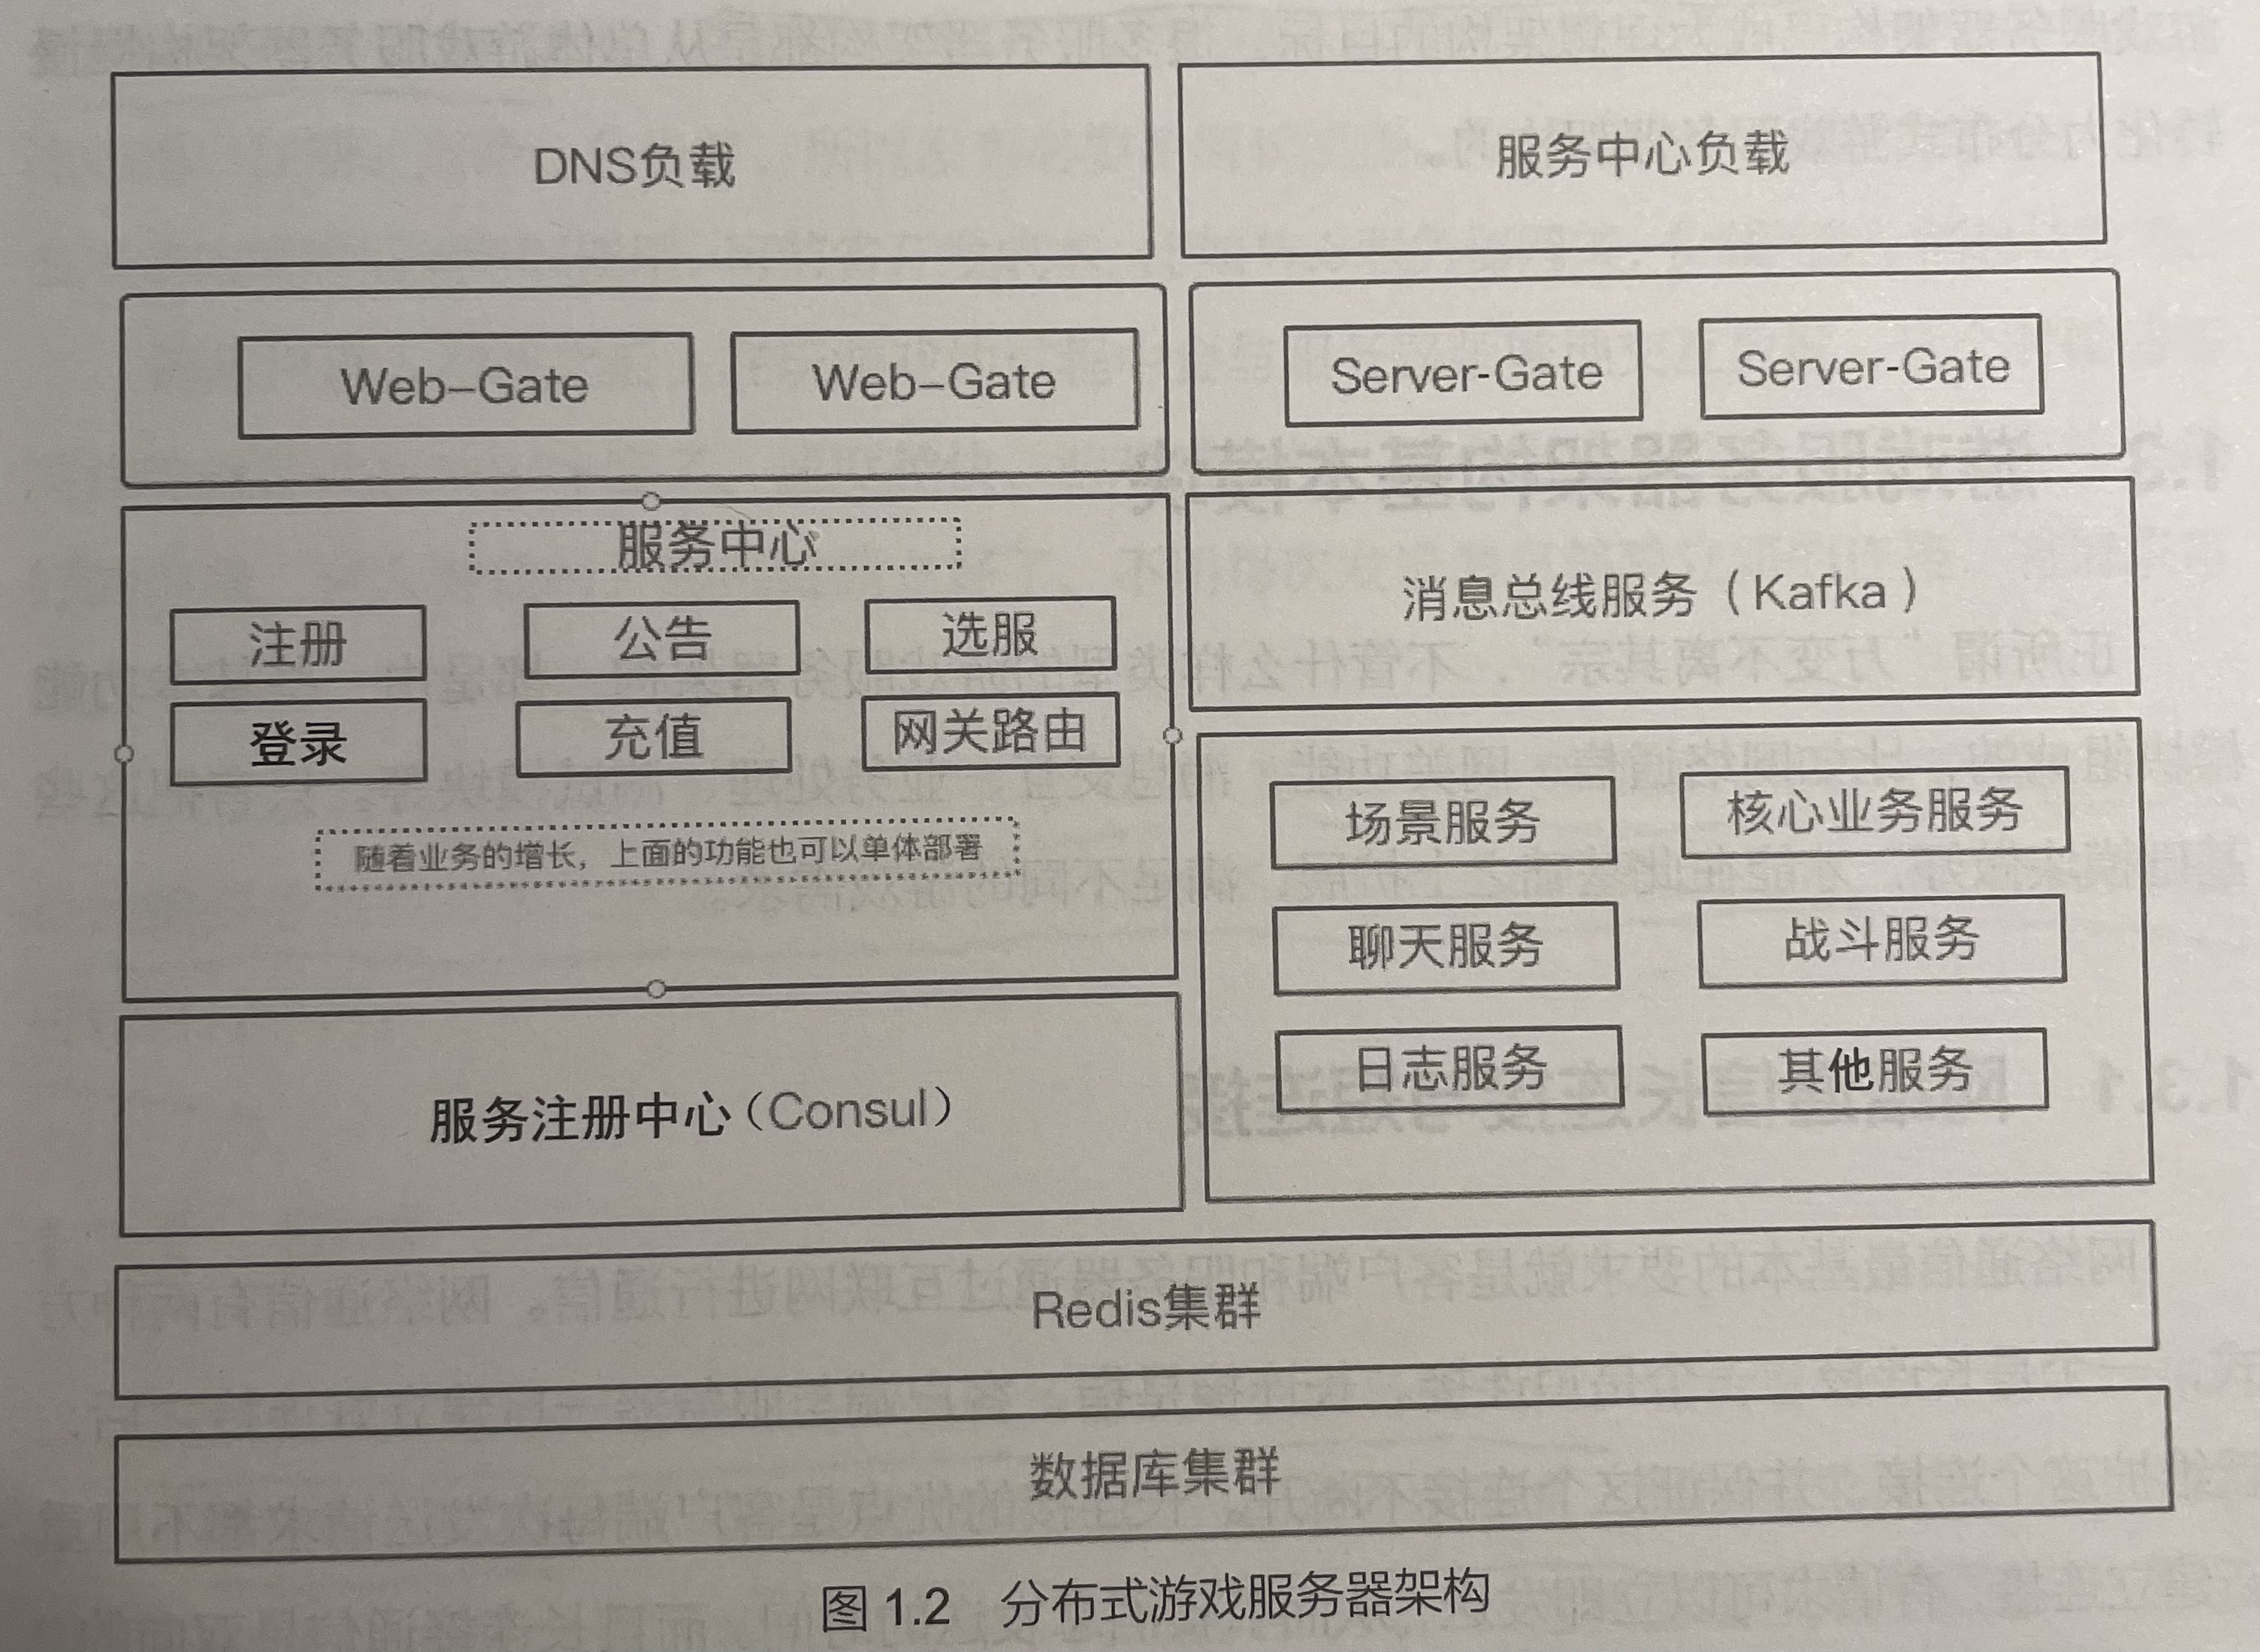 DNS负载
服务中心负载
Web-Gate
Web-Gate
Server-Gate
Server-Gate
服务中心
注册
公告
选服
登录
充值
网关路由
随着业务的增长，上面的功能也可以单体部署
服务注册中心（Consul）
消息总线服务（Kafka）
场景服务
核心业务服务
聊天服务
战斗服务
日志服务
其他服务
Redis集群
数据库集群
图 1.2 分布式游戏服务器架构